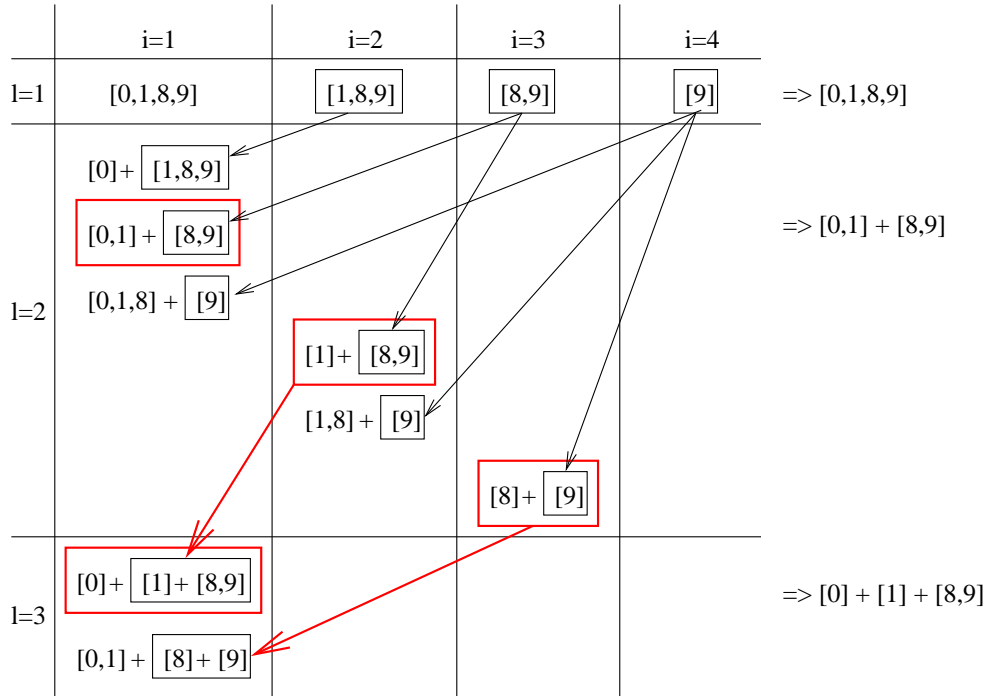 i=1 i=2 i=3 i=4
l=1 [0,1,8,9] [1,8,9] [8,9] [9] => [0,1,8,9]
[0]+ [1,8,9]
[0,1] + [8,9] => [0,1] + [8,9]
[0,1,8] + [9]
l=2
[1]+ [8,9]
[1,8] + [9]
[8]+ [9]
[0]+ [1]+ [8,9] => [0] + [1] + [8,9]
l=3
[0,1]+ [8]+ [9]